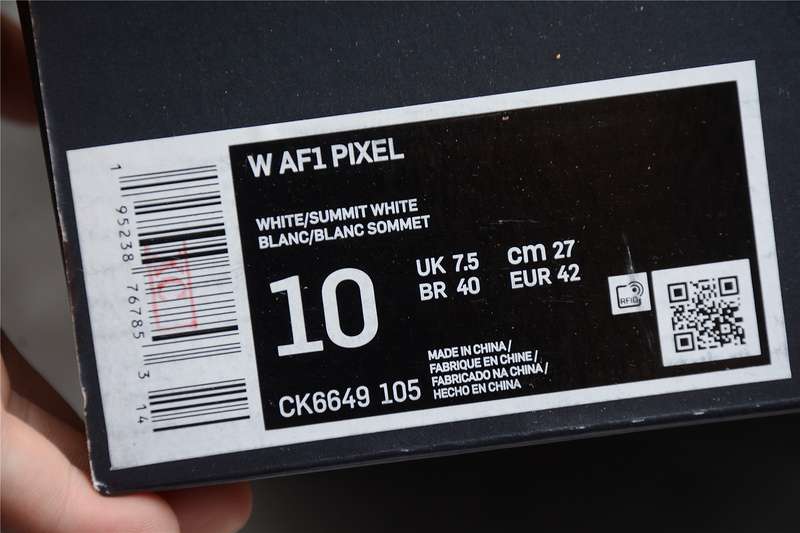 W AF1 PIXEL
WHITE/SUMMIT WHITE
BLANC/BLANC SOMMET
10
UK 7.5
BR 40
cm 27
EUR 42
RFID
CK6649 105
MADE IN CHINA/
FABRIQUE EN CHINE/
FABRICADO NA CHINA/
HECHO EN CHINA
1 95238 76785 3 14